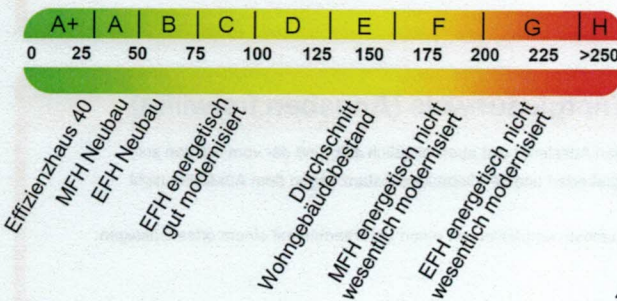 A+ A B C D E F G H
0 25 50 75 100 125 150 175 200 225 >250
Effizienzhaus 40
MFH Neubau
EFH Neubau
EFH energetisch
gut modernisiert
Durchschnitt
Wohngebäudebestand
MFH energetisch nicht
wesentlich modernisiert
EFH energetisch nicht
wesentlich modernisiert